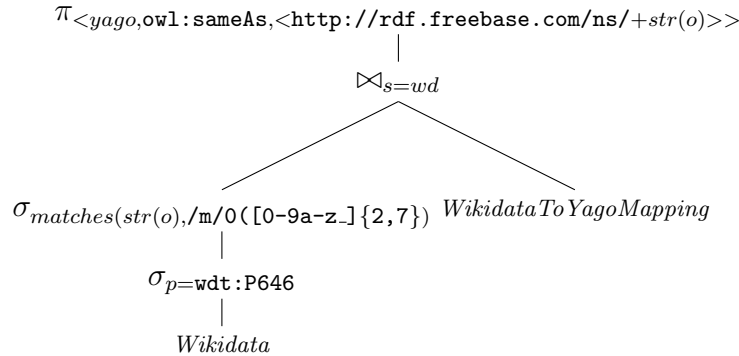 π<yago,owl:sameAs,<http://rdf.freebase.com/ns/+str(o)>>
⋈s=wd
σmatches(str(o),/m/0([0-9a-z_]{2,7}) WikidataToYagoMapping
σp=wdt:P646
Wikidata